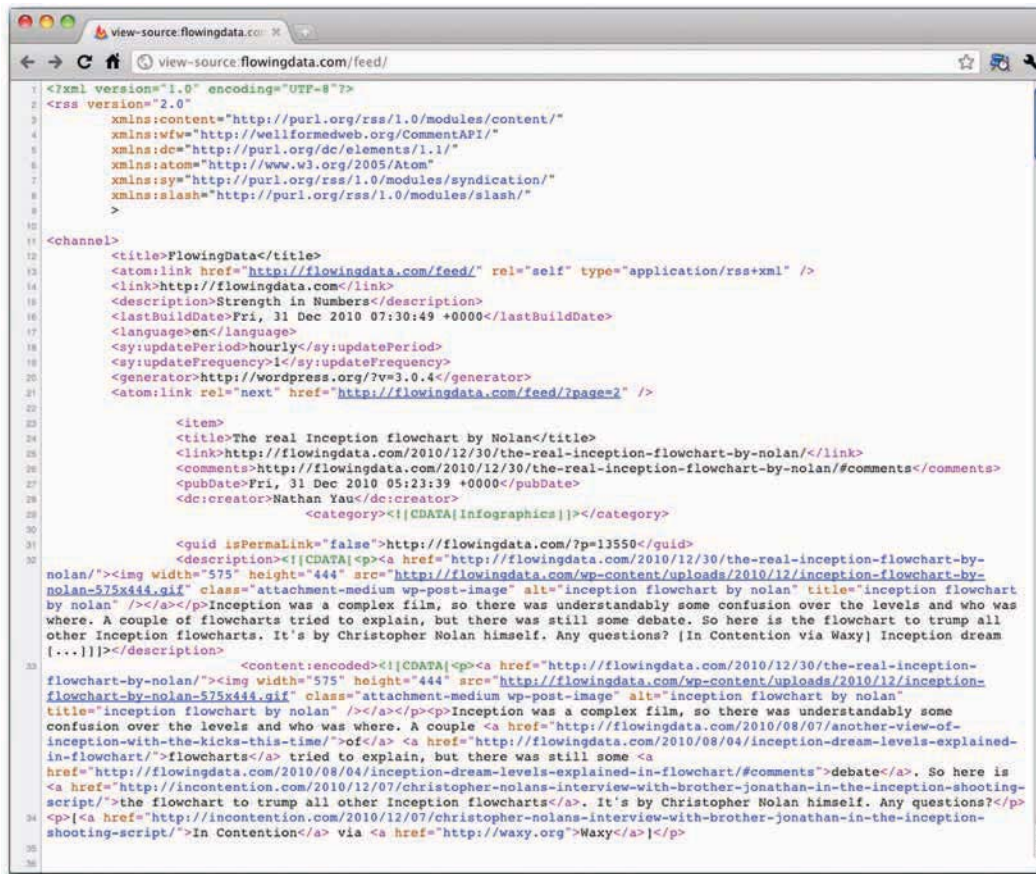 view-source:flowingdata.co
view-source:flowingdata.com/feed/
1 <?xml version="1.0" encoding="UTF-8"?>
2 <rss version="2.0"
3 xmlns:content="http://purl.org/rss/1.0/modules/content/"
4 xmlns:wfw="http://wellformedweb.org/CommentAPI/"
5 xmlns:dc="http://purl.org/dc/elements/1.1/"
6 xmlns:atom="http://www.w3.org/2005/Atom"
7 xmlns:sy="http://purl.org/rss/1.0/modules/syndication/"
8 xmlns:slash="http://purl.org/rss/1.0/modules/slash/"
9 >
10
11 <channel>
12 <title>FlowingData</title>
13 <atom:link href="http://flowingdata.com/feed/" rel="self" type="application/rss+xml" />
14 <link>http://flowingdata.com</link>
15 <description>Strength in Numbers</description>
16 <lastBuildDate>Fri, 31 Dec 2010 07:30:49 +0000</lastBuildDate>
17 <language>en</language>
18 <sy:updatePeriod>hourly</sy:updatePeriod>
19 <sy:updateFrequency>1</sy:updateFrequency>
20 <generator>http://wordpress.org/?v=3.0.4</generator>
21 <atom:link rel="next" href="http://flowingdata.com/feed/?page=2" />
22
23 <item>
24 <title>The real Inception flowchart by Nolan</title>
25 <link>http://flowingdata.com/2010/12/30/the-real-inception-flowchart-by-nolan/</link>
26 <comments>http://flowingdata.com/2010/12/30/the-real-inception-flowchart-by-nolan/#comments</comments>
27 <pubDate>Fri, 31 Dec 2010 05:23:39 +0000</pubDate>
28 <dc:creator>Nathan Yau</dc:creator>
29 <category><![CDATA[Infographics]]></category>
30
31 <guid isPermaLink="false">http://flowingdata.com/?p=13550</guid>
32 <description><![CDATA[<p><a href="http://flowingdata.com/2010/12/30/the-real-inception-flowchart-by-
nolan/"><img width="575" height="444" src="http://flowingdata.com/wp-content/uploads/2010/12/inception-flowchart-by-
nolan-575x444.gif" class="attachment-medium wp-post-image" alt="inception flowchart by nolan" title="inception flowchart
by nolan" /></a></p>Inception was a complex film, so there was understandably some confusion over the levels and who was
where. A couple of flowcharts tried to explain, but there was still some debate. So here is the flowchart to trump all
other Inception flowcharts. It's by Christopher Nolan himself. Any questions? [In Contention via Waxy] Inception dream
[...]]]></description>
33 <content:encoded><![CDATA[<p><a href="http://flowingdata.com/2010/12/30/the-real-inception-
flowchart-by-nolan/"><img width="575" height="444" src="http://flowingdata.com/wp-content/uploads/2010/12/inception-
flowchart-by-nolan-575x444.gif" class="attachment-medium wp-post-image" alt="inception flowchart by nolan"
title="inception flowchart by nolan" /></a></p><p>Inception was a complex film, so there was understandably some
confusion over the levels and who was where. A couple <a href="http://flowingdata.com/2010/08/07/another-view-of-
inception-with-the-kicks-this-time/">of</a> <a href="http://flowingdata.com/2010/08/04/inception-dream-levels-explained-
in-flowchart/">flowcharts</a> tried to explain, but there was still some <a
href="http://flowingdata.com/2010/08/04/inception-dream-levels-explained-in-flowchart/#comments">debate</a>. So here is
<a href="http://incontention.com/2010/12/07/christopher-nolans-interview-with-brother-jonathan-in-the-inception-shooting-
script/">the flowchart to trump all other Inception flowcharts</a>. It's by Christopher Nolan himself. Any questions?</p>
34 <p>[<a href="http://incontention.com/2010/12/07/christopher-nolans-interview-with-brother-jonathan-in-the-inception-
shooting-script/">In Contention</a> via <a href="http://waxy.org">Waxy</a>]</p>
35
36